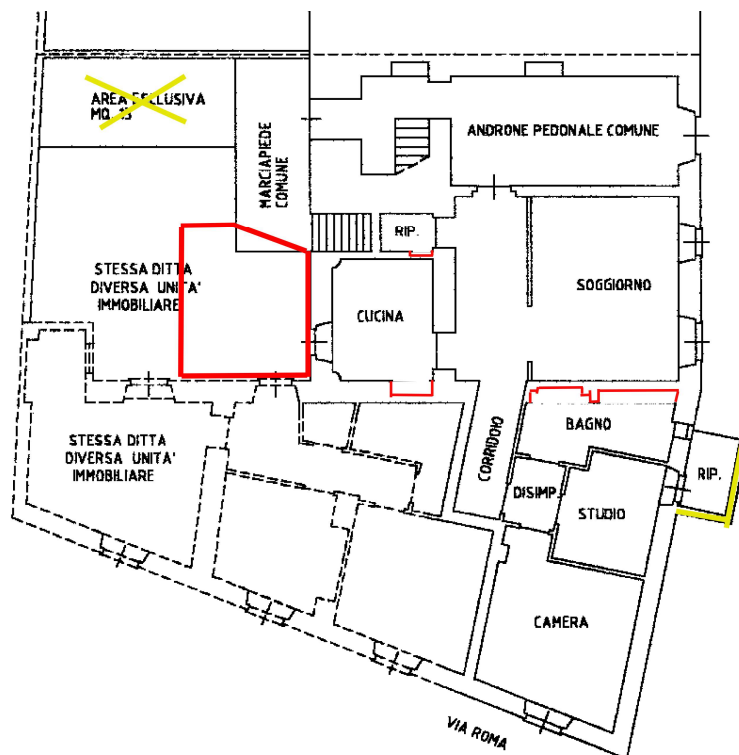 AREA ESCLUSIVA
MQ. 13
MARCIAPIEDE
COMUNE
ANDRONE PEDONALE COMUNE
RIP.
STESSA DITTA
DIVERSA UNITA'
IMMOBILIARE
CUCINA
SOGGIORNO
STESSA DITTA
DIVERSA UNITA'
IMMOBILIARE
CORRIDOIO
BAGNO
RIP.
DISIMP.
STUDIO
CAMERA
VIA ROMA